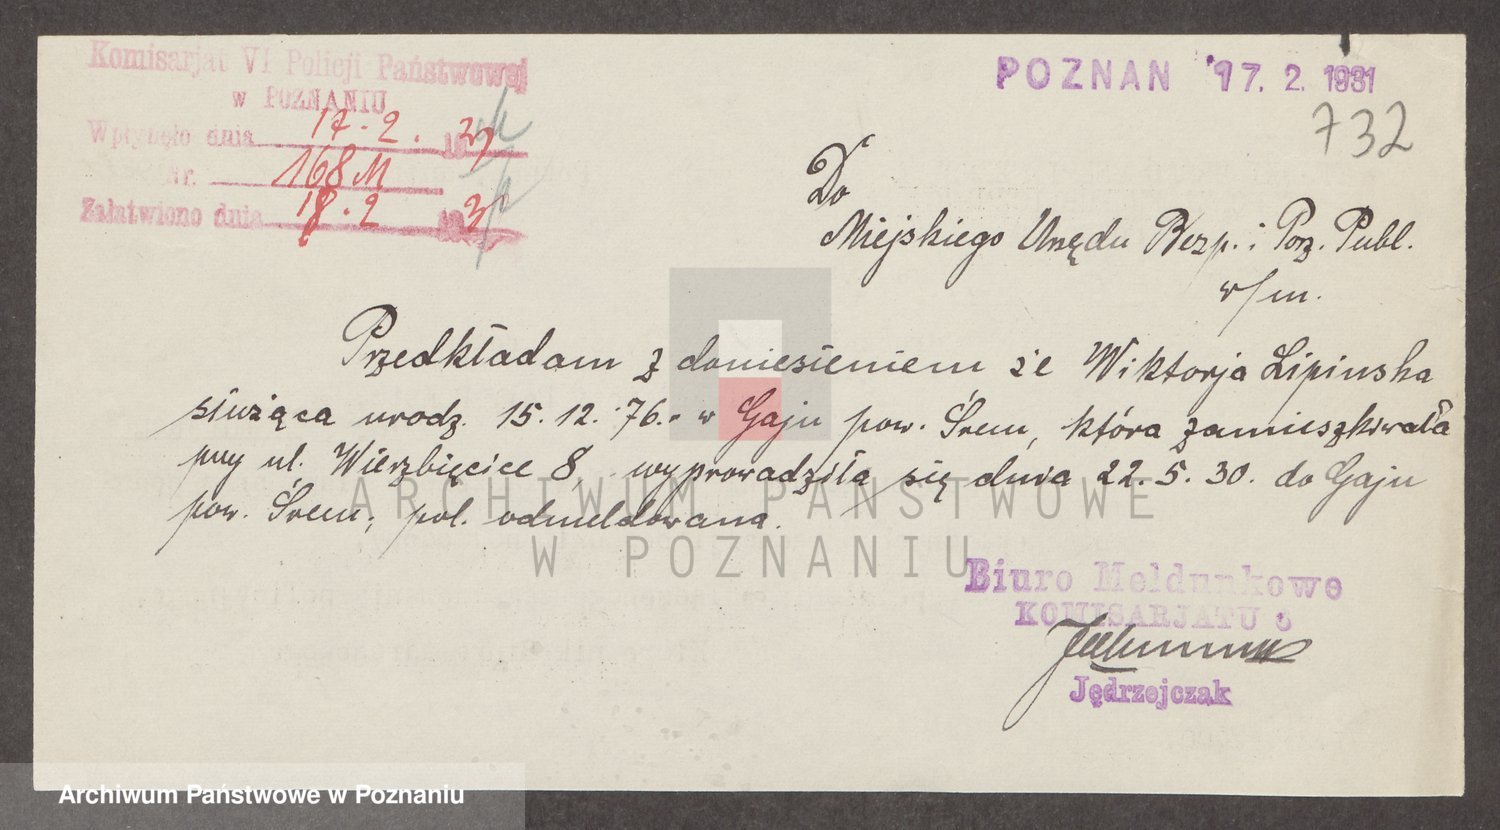 Komisarjat VI Policji Państwowej
w POZNANIU
Wpłynęło dnia 17.2. 1931
Nr. 168 M
Załatwiono dnia 18.2 1931
POZNAN 17. 2. 1931
732
Do
Miejskiego Urzędu Bezp. i Porz. Publ.
w/m.
Przedkładam z doniesieniem że Wiktorja Lipinska
służąca urodz. 15.12.76. w Gaju pow. Śrem, która zamieszkiwała
przy ul. Wierzbięcice 8, wyprowadziła się dnia 22.5.30. do Gaju
pow. Śrem, pol. odmeldowana.
Biuro Meldunkowe
KOMISARJATU 6
Jędrzejczak
ARCHIWUM PAŃSTWOWE
W POZNANIU
Archiwum Państwowe w Poznaniu